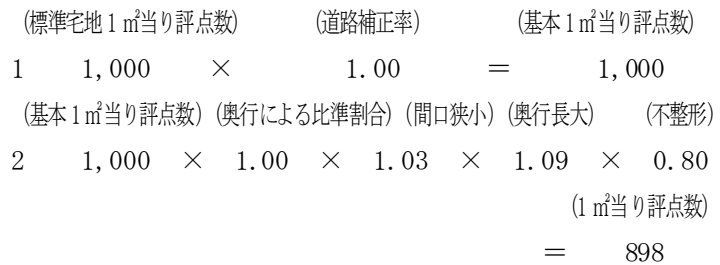 (標準宅地1㎡当り評点数) (道路補正率) (基本1㎡当り評点数)
1 1,000 × 1.00 = 1,000
(基本1㎡当り評点数) (奥行による比準割合) (間口狭小) (奥行長大) (不整形)
2 1,000 × 1.00 × 1.03 × 1.09 × 0.80
(1㎡当り評点数)
= 898